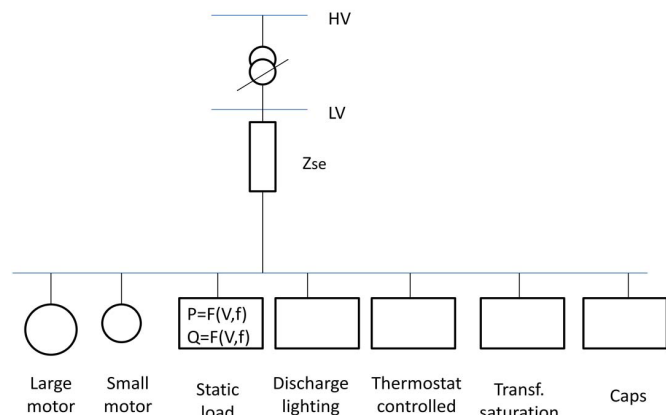 HV
LV
Zse
P=F(V,f)
Q=F(V,f)
Large
motor
Small
motor
Static
load
Discharge
lighting
Thermostat
controlled
Transf.
saturation
Caps